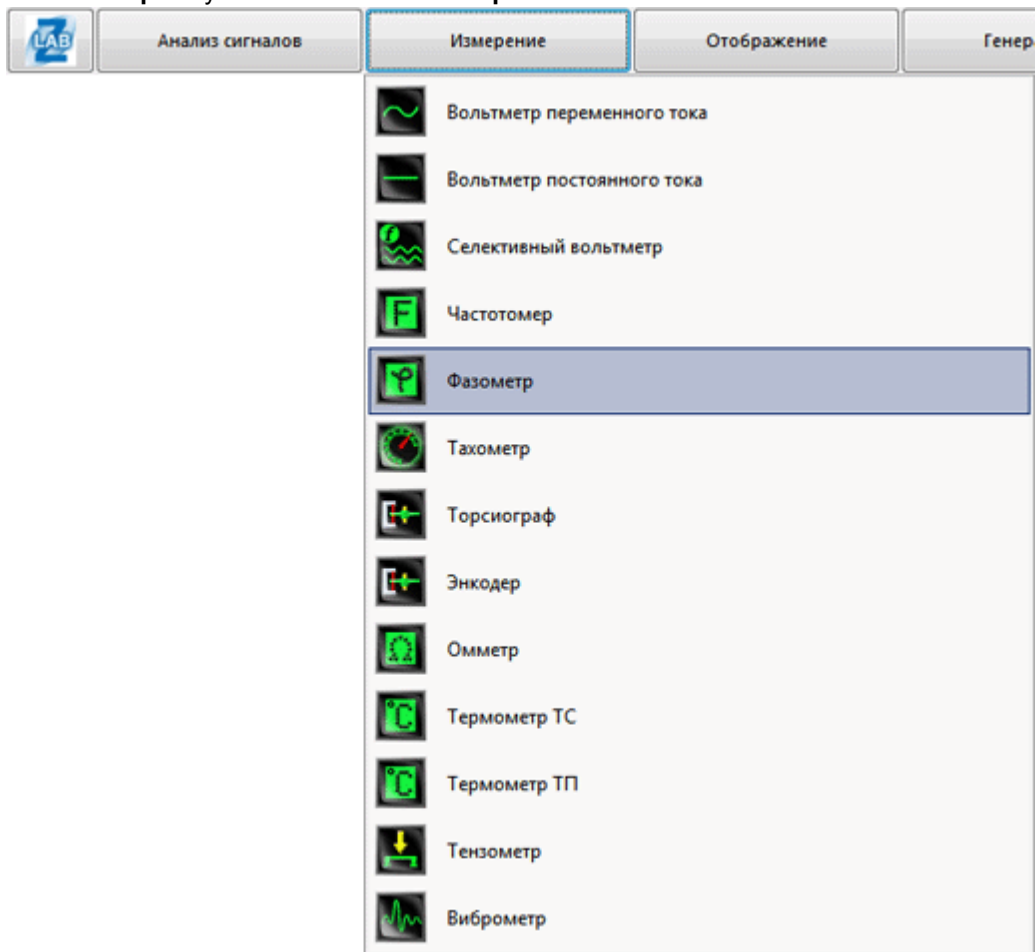 LAB Анализ сигналов Измерение Отображение Генер
Вольтметр переменного тока
Вольтметр постоянного тока
Селективный вольтметр
Частотомер
Фазометр
Тахометр
Торсиограф
Энкодер
Омметр
Термометр ТС
Термометр ТП
Тензометр
Виброметр